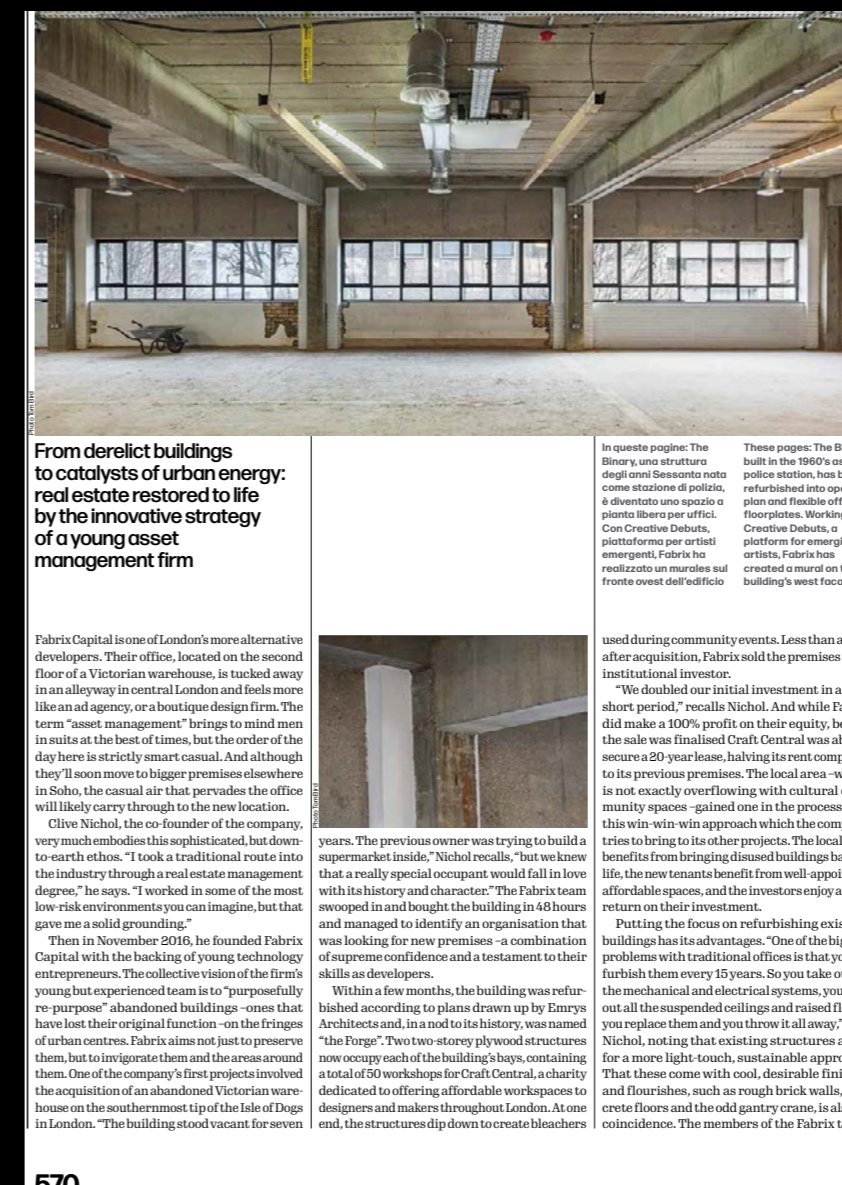 Photo Tom Bird
From derelict buildings
to catalysts of urban energy:
real estate restored to life
by the innovative strategy
of a young asset
management firm
In queste pagine: The
Binary, una struttura
degli anni Sessanta nata
come stazione di polizia,
è diventato uno spazio a
pianta libera per uffici.
Con Creative Debuts,
piattaforma per artisti
emergenti, Fabrix ha
realizzato un murales sul
fronte ovest dell'edificio
These pages: The
built in the 1960's
police station, has
refurbished into
plan and flexible
floorplates.
Creative Debuts, a
platform for
artists, Fabrix has
created a mural on
building's west
Fabrix Capital is one of London's more alternative
developers. Their office, located on the second
floor of a Victorian warehouse, is tucked away
in an alleyway in central London and feels more
like an ad agency, or a boutique design firm. The
term “asset management” brings to mind men
in suits at the best of times, but the order of the
day here is strictly smart casual. And although
they'll soon move to bigger premises elsewhere
in Soho, the casual air that pervades the office
will likely carry through to the new location.
Clive Nichol, the co-founder of the company,
very much embodies this sophisticated, but down-
to-earth ethos. “I took a traditional route into
the industry through a real estate management
degree,” he says. “I worked in some of the most
low-risk environments you can imagine, but that
gave me a solid grounding.”
Then in November 2016, he founded Fabrix
Capital with the backing of young technology
entrepreneurs. The collective vision of the firm's
young but experienced team is to “purposefully
re-purpose” abandoned buildings –ones that
have lost their original function –on the fringes
of urban centres. Fabrix aims not just to preserve
them, but to invigorate them and the areas around
them. One of the company's first projects involved
the acquisition of an abandoned Victorian ware-
house on the southernmost tip of the Isle of Dogs
in London. “The building stood vacant for seven
Photo Tom Bird
years. The previous owner was trying to build a
supermarket inside,” Nichol recalls, “but we knew
that a really special occupant would fall in love
with its history and character.” The Fabrix team
swooped in and bought the building in 48 hours
and managed to identify an organisation that
was looking for new premises –a combination
of supreme confidence and a testament to their
skills as developers.
Within a few months, the building was refur-
bished according to plans drawn up by Emrys
Architects and, in a nod to its history, was named
“the Forge”. Two two-storey plywood structures
now occupy each of the building's bays, containing
a total of 50 workshops for Craft Central, a charity
dedicated to offering affordable workspaces to
designers and makers throughout London. At one
end, the structures dip down to create bleachers
used during community events. Less than a
after acquisition, Fabrix sold the premises
institutional investor.
“We doubled our initial investment in a
short period,” recalls Nichol. And while
did make a 100% profit on their equity,
the sale was finalised Craft Central was
secure a 20-year lease, halving its rent
to its previous premises. The local area
is not exactly overflowing with cultural
munity spaces –gained one in the process
this win-win-win approach which the
tries to bring to its other projects. The local
benefits from bringing disused buildings
life, the new tenants benefit from
affordable spaces, and the investors enjoy a
return on their investment.
Putting the focus on refurbishing
buildings has its advantages. “One of the
problems with traditional offices is that
furbish them every 15 years. So you take
the mechanical and electrical systems, you
out all the suspended ceilings and raised
you replace them and you throw it all away,”
Nichol, noting that existing structures
for a more light-touch, sustainable
That these come with cool, desirable
and flourishes, such as rough brick walls,
crete floors and the odd gantry crane, is
coincidence. The members of the Fabrix
570